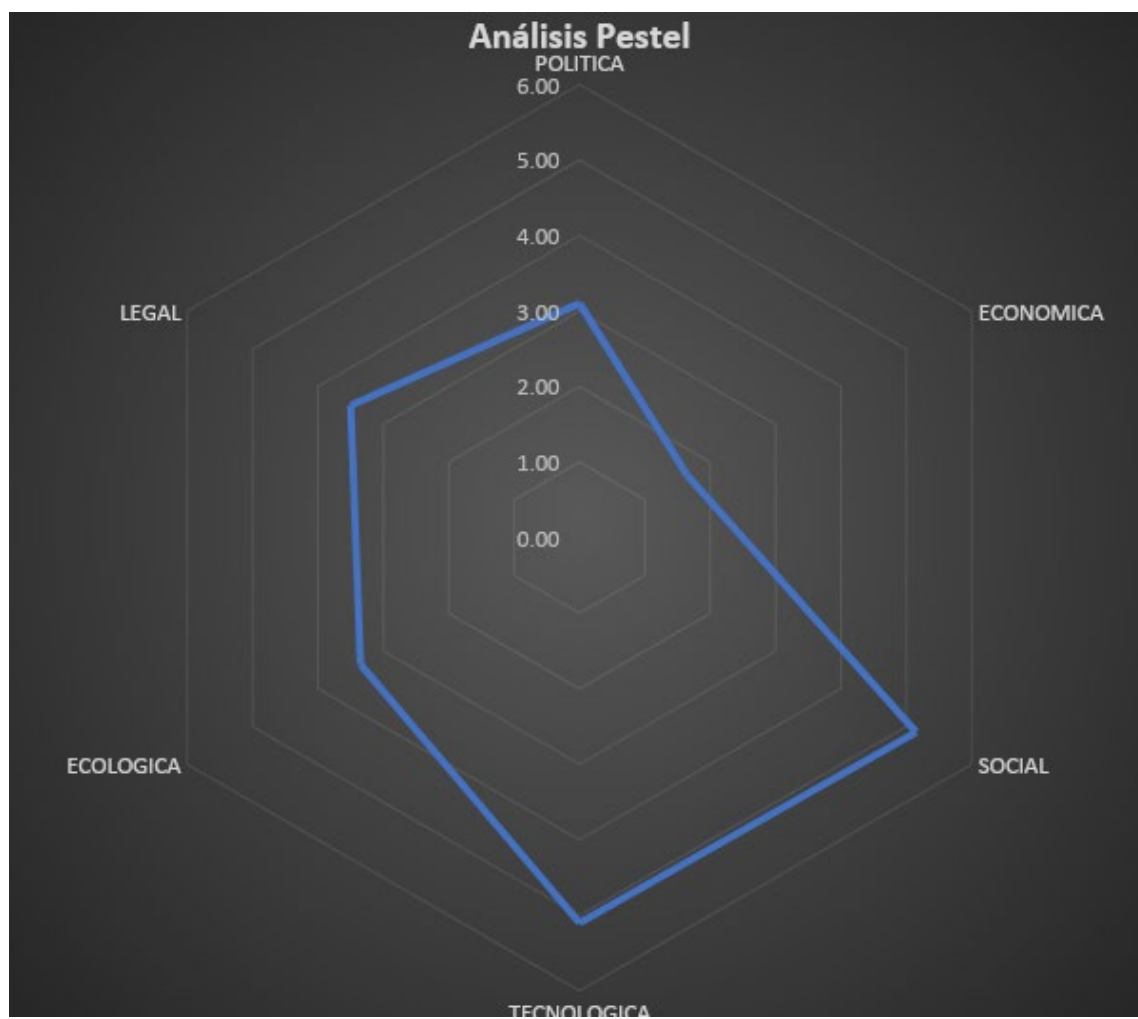 Análisis Pestel
POLITICA
6.00
5.00
4.00
3.00
2.00
1.00
0.00
LEGAL
ECONOMICA
ECOLOGICA
SOCIAL
TECNOLOGICA